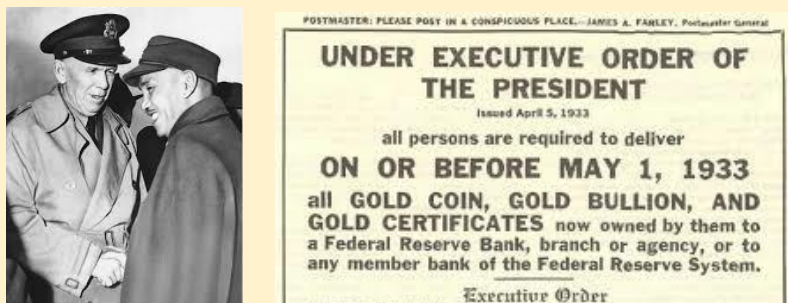 POSTMASTER: PLEASE POST IN A CONSPICUOUS PLACE.—JAMES A. FARLEY, Postmaster General
UNDER EXECUTIVE ORDER OF
THE PRESIDENT
Issued April 5, 1933
all persons are required to deliver
ON OR BEFORE MAY 1, 1933
all GOLD COIN, GOLD BULLION, AND
GOLD CERTIFICATES now owned by them to
a Federal Reserve Bank, branch or agency, or to
any member bank of the Federal Reserve System.
Executive Order